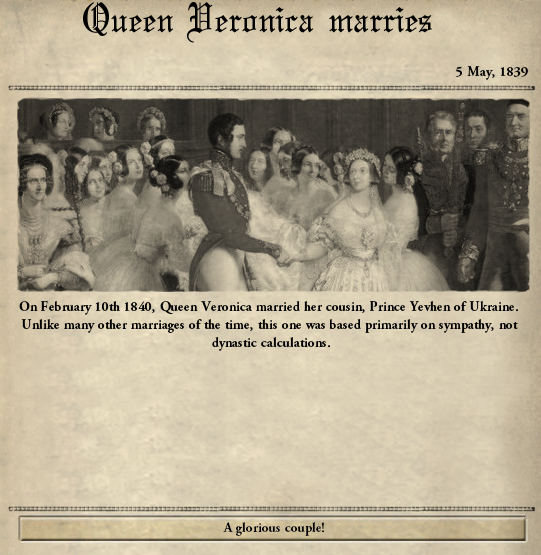 Queen Veronica marries
5 May, 1839
On February 10th 1840, Queen Veronica married her cousin, Prince Yevhen of Ukraine.
Unlike many other marriages of the time, this one was based primarily on sympathy, not
dynastic calculations.
A glorious couple!